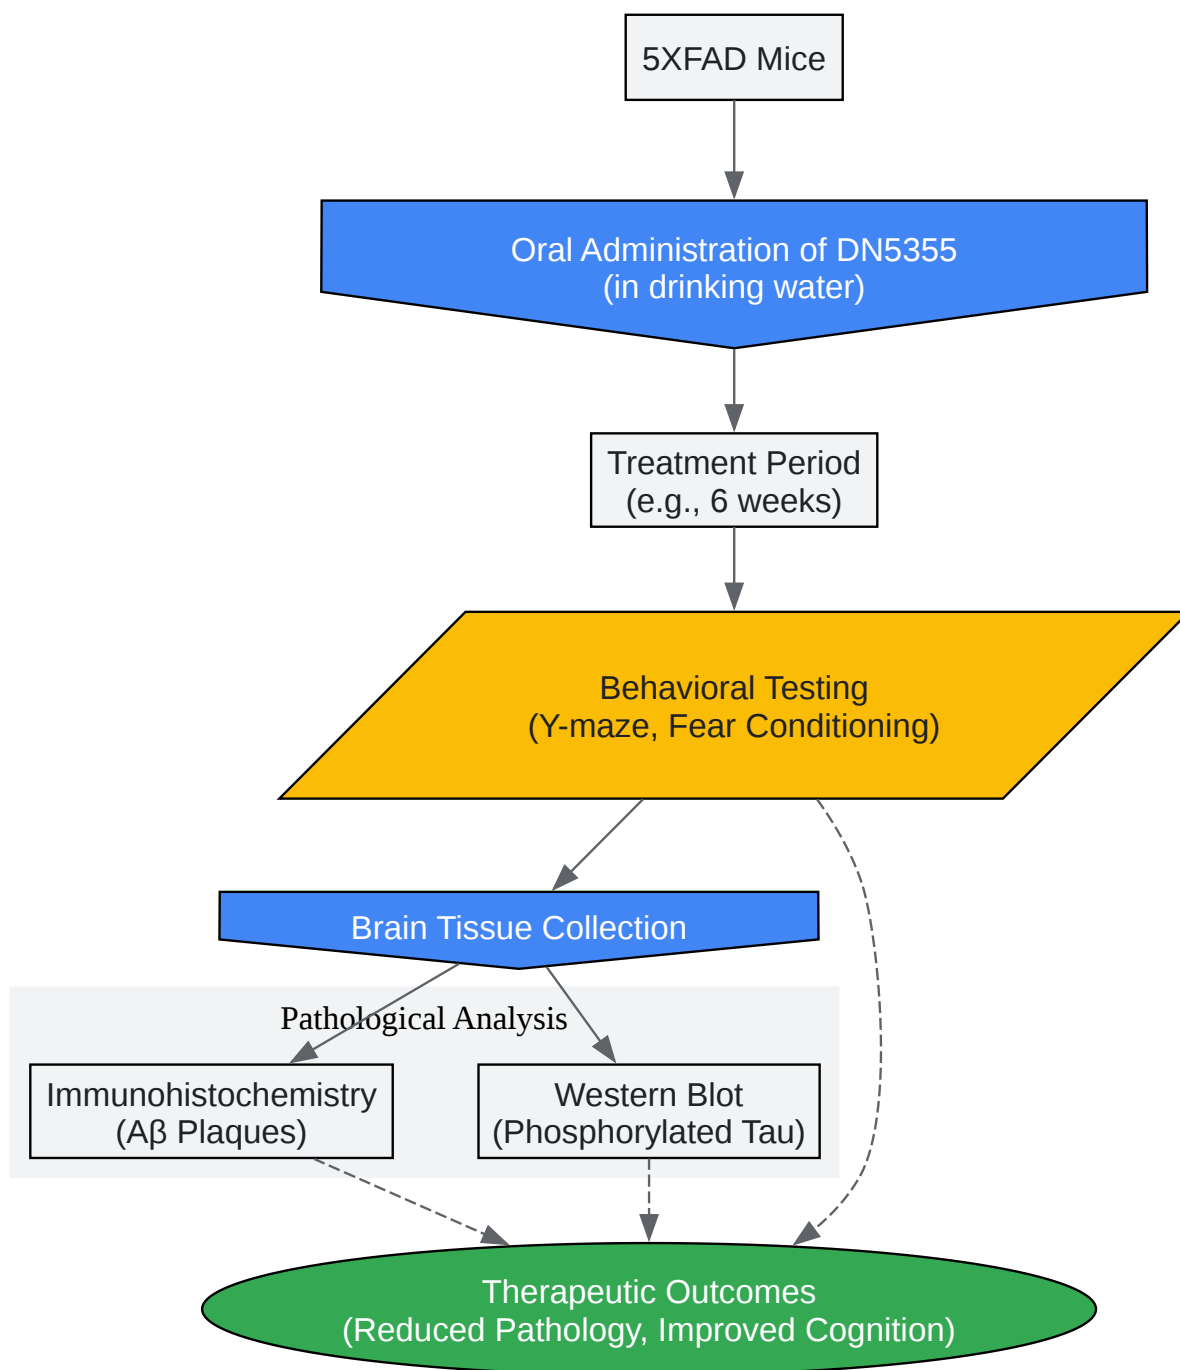 5XFAD Mice
Oral Administration of DN5355
(in drinking water)
Treatment Period
(e.g., 6 weeks)
Behavioral Testing
(Y-maze, Fear Conditioning)
Brain Tissue Collection
Pathological Analysis
Immunohistochemistry
(Aβ Plaques)
Western Blot
(Phosphorylated Tau)
Therapeutic Outcomes
(Reduced Pathology, Improved Cognition)